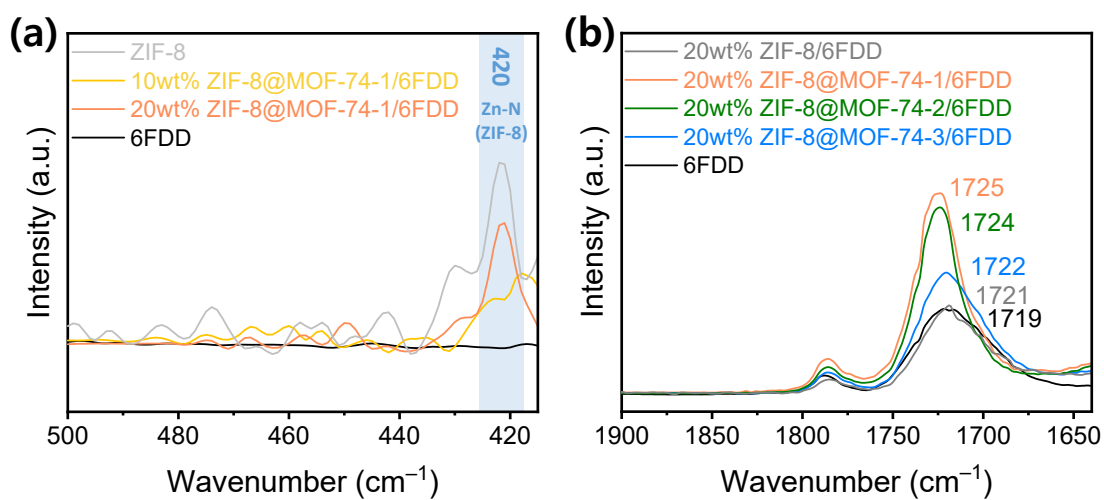 (a)
ZIF-8
10wt% ZIF-8@MOF-74-1/6FDD
20wt% ZIF-8@MOF-74-1/6FDD
6FDD
420
Zn-N
(ZIF-8)
Intensity (a.u.)
500
480
460
440
420
Wavenumber (cm⁻¹)
(b)
20wt% ZIF-8/6FDD
20wt% ZIF-8@MOF-74-1/6FDD
20wt% ZIF-8@MOF-74-2/6FDD
20wt% ZIF-8@MOF-74-3/6FDD
6FDD
1725
1724
1722
1721
1719
Intensity (a.u.)
1900
1850
1800
1750
1700
1650
Wavenumber (cm⁻¹)